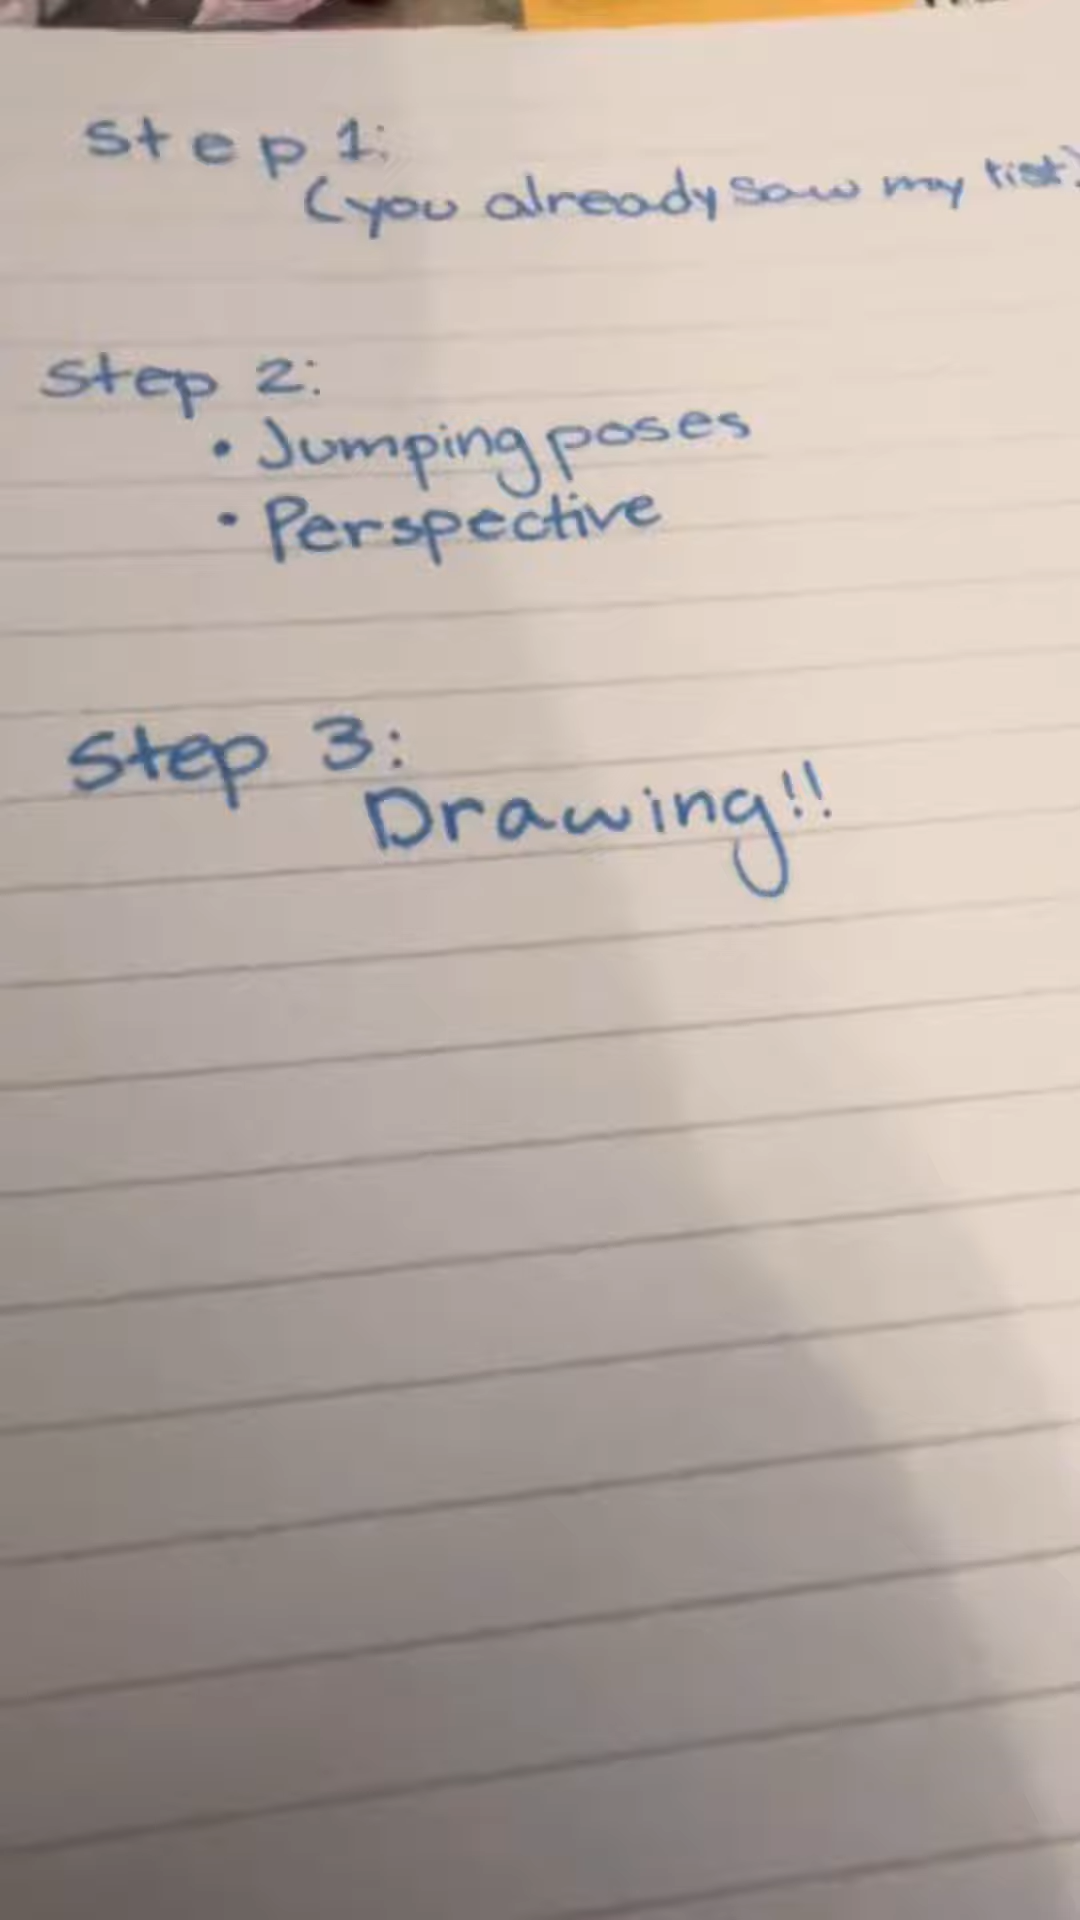 Step 1:
(you already saw my list)
Step 2:
• Jumping poses
• Perspective
Step 3:
Drawing!!